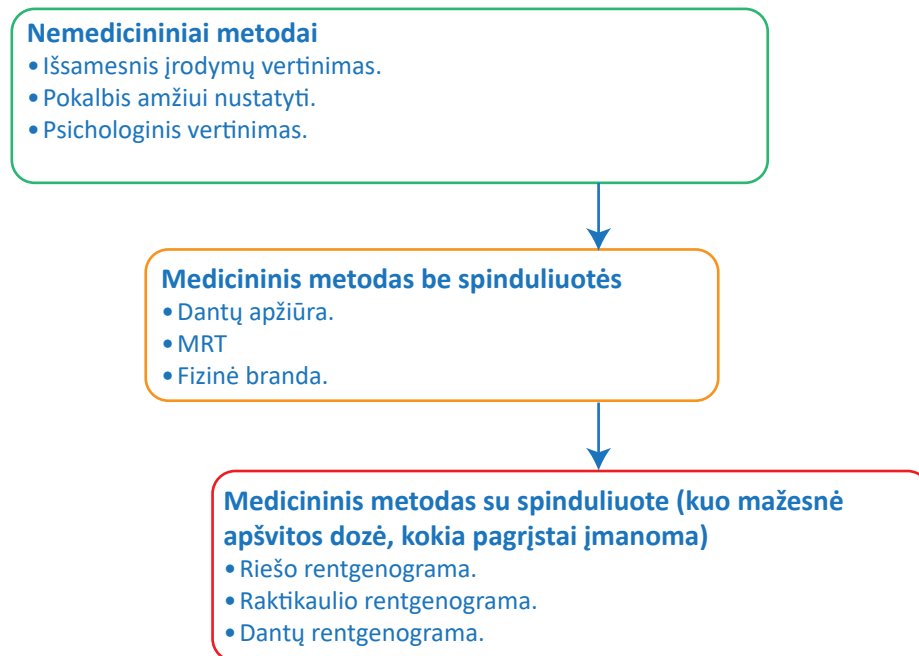 Nemedicininiai metodai
• Išsamesnis įrodymų vertinimas.
• Pokalbis amžiui nustatyti.
• Psichologinis vertinimas.
Medicininis metodas be spinduliuotės
• Dantų apžiūra.
• MRT
• Fizinė branda.
Medicininis metodas su spinduliuote (kuo mažesnė
apšvitos dozė, kokia pagrįstai įmanoma)
• Riešo rentgenograma.
• Raktikaulio rentgenograma.
• Dantų rentgenograma.